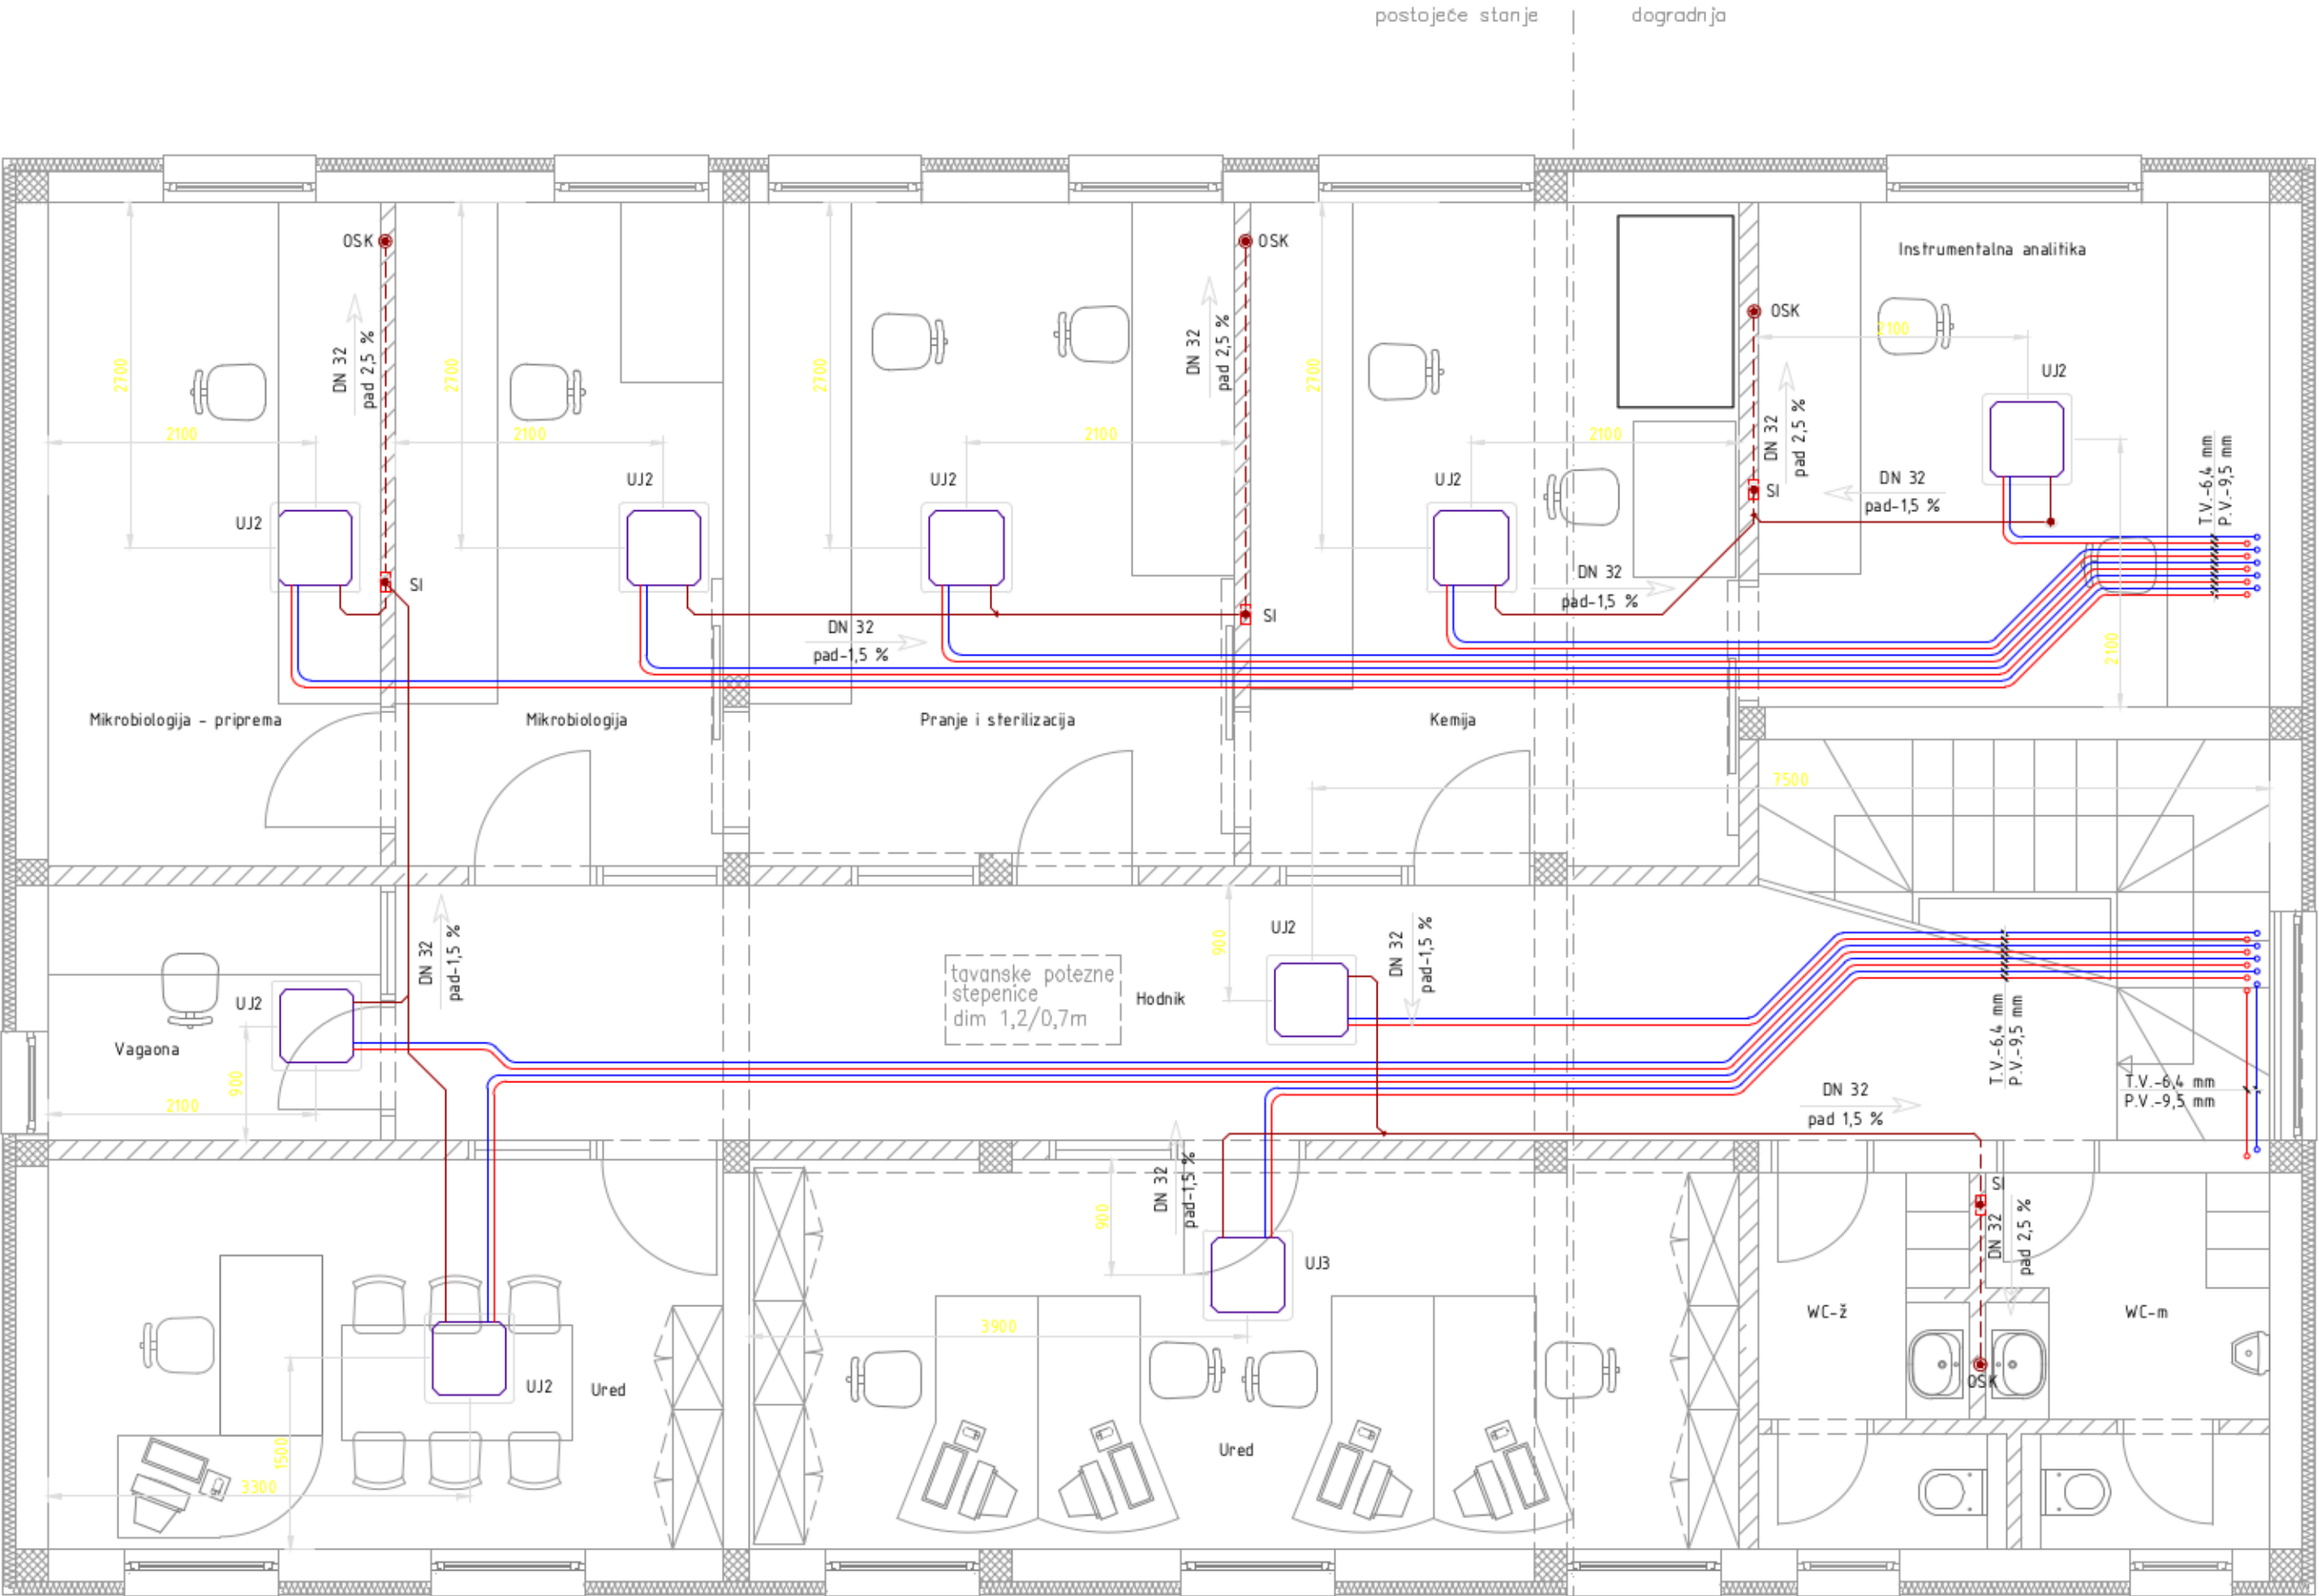 postojeće stanje
dogradnja
OSK
OSK
OSK
Instrumentalna analitika
DN 32
pad 2,5 %
DN 32
pad 2,5 %
DN 32
pad 2,5 %
2700
2700
2700
2700
2100
2100
2100
2100
2100
2100
UJ2
UJ2
UJ2
UJ2
UJ2
SI
SI
SI
DN 32
pad-1,5 %
DN 32
pad-1,5 %
DN 32
pad-1,5 %
T.V.-6,4 mm
P.V.-9,5 mm
Mikrobiologija - priprema
Mikrobiologija
Pranje i sterilizacija
Kemija
7500
DN 32
pad-1,5 %
UJ2
Vagaona
900
2100
tavanske potezne
stepenice
dim 1,2/0,7m
Hodnik
900
UJ2
DN 32
pad-1,5 %
T.V.-6,4 mm
P.V.-9,5 mm
T.V.-6,4 mm
P.V.-9,5 mm
DN 32
pad 1,5 %
DN 32
pad-1,5 %
900
UJ3
3900
SI
DN 32
pad 2,5 %
WC-ž
WC-m
OSK
UJ2
Ured
Ured
1500
3300